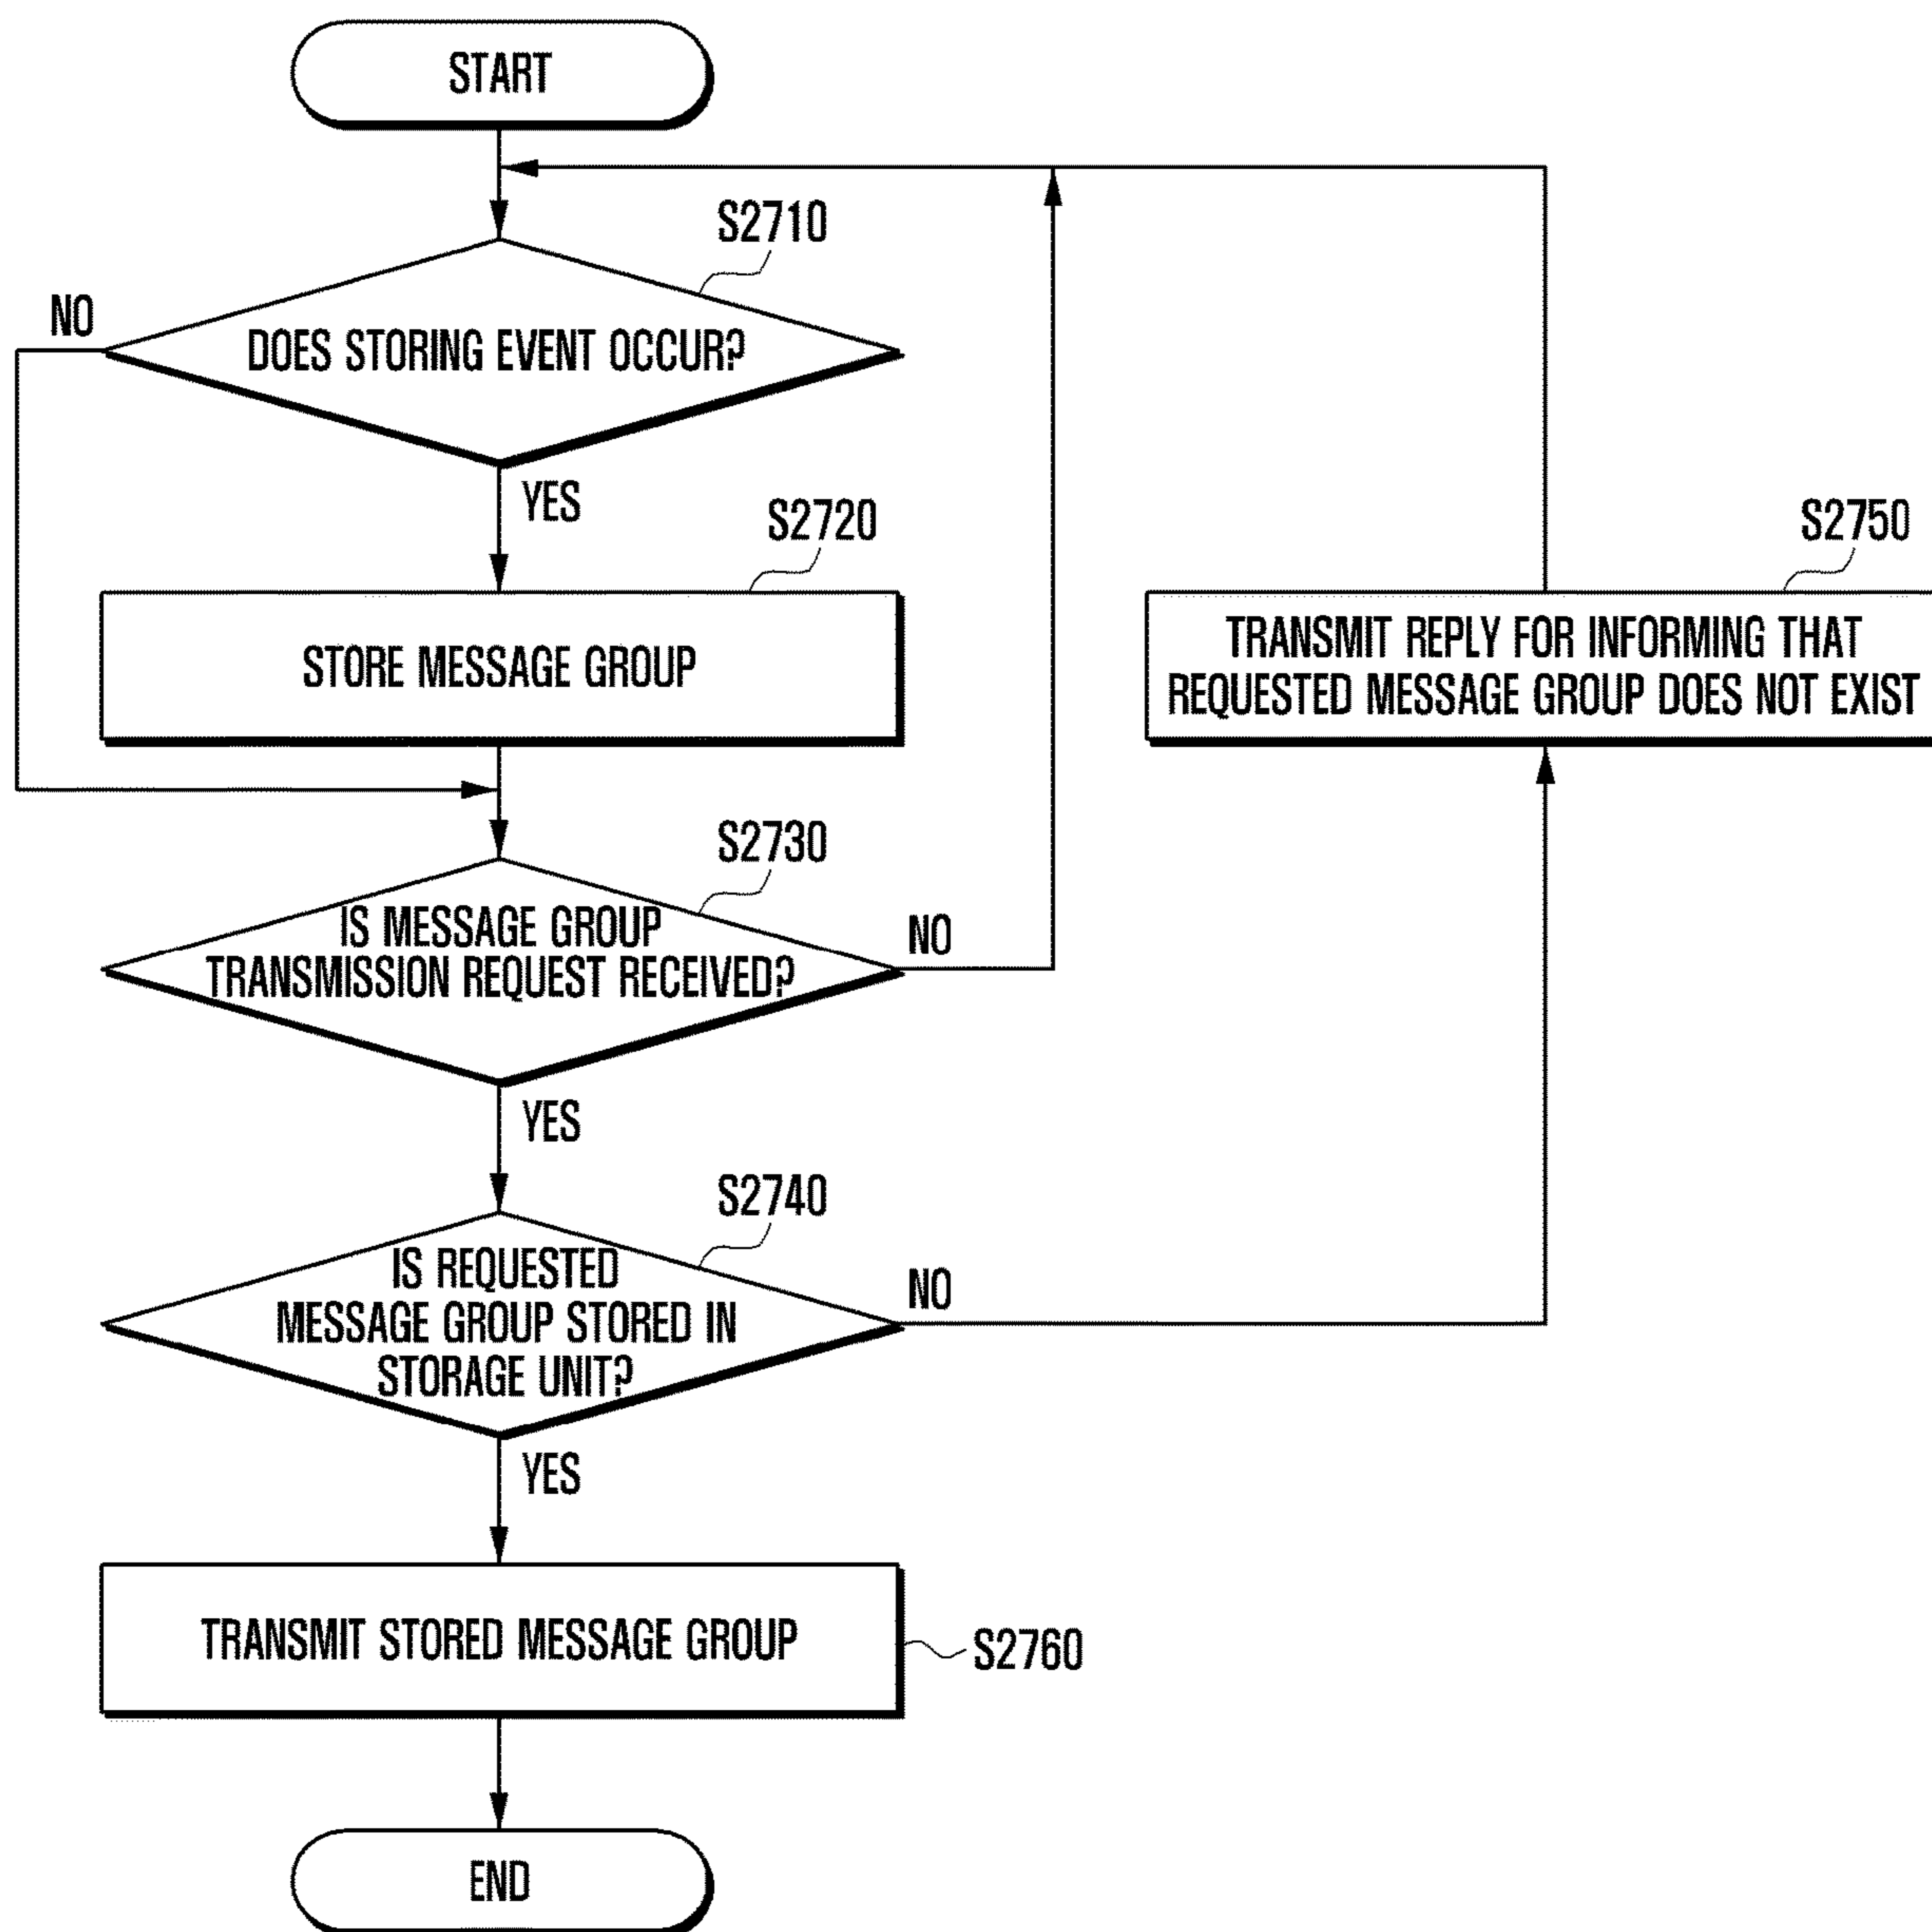 START
S2710
NO
DOES STORING EVENT OCCUR?
YES
S2720
S2750
STORE MESSAGE GROUP
TRANSMIT REPLY FOR INFORMING THAT
REQUESTED MESSAGE GROUP DOES NOT EXIST
S2730
IS MESSAGE GROUP
TRANSMISSION REQUEST RECEIVED?
NO
YES
S2740
IS REQUESTED
MESSAGE GROUP STORED IN
STORAGE UNIT?
NO
YES
TRANSMIT STORED MESSAGE GROUP
S2760
END